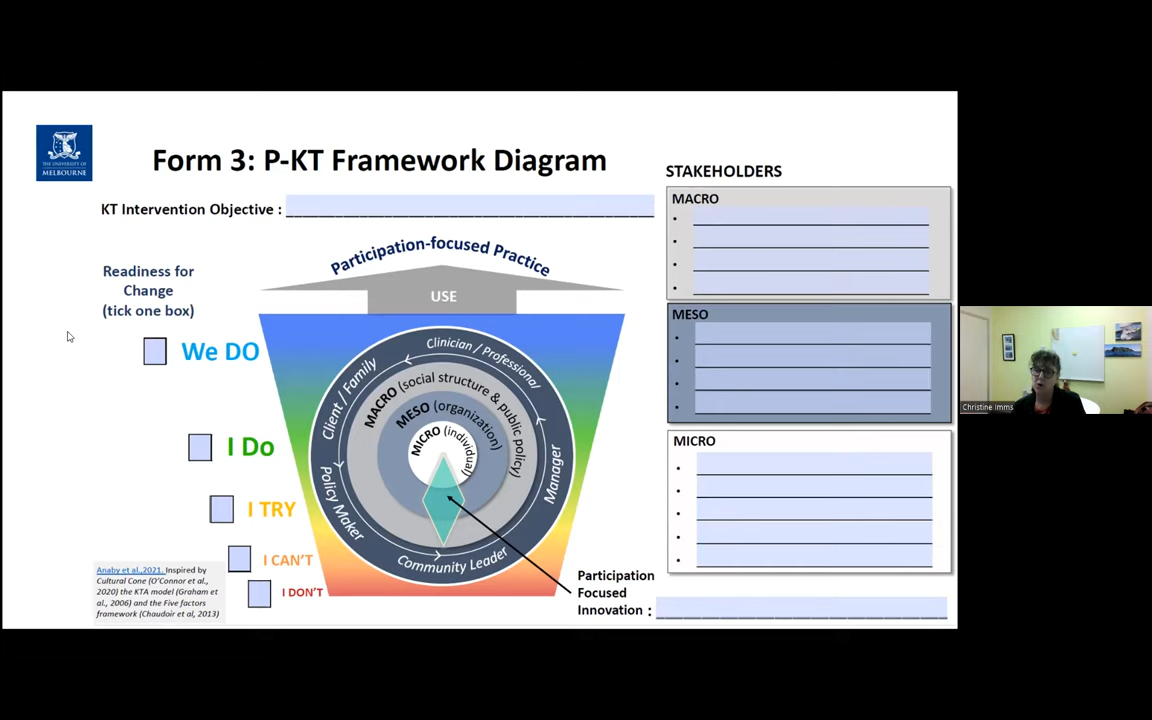 THE UNIVERSITY OF
MELBOURNE
Form 3: P-KT Framework Diagram
KT Intervention Objective :
Readiness for
Change
(tick one box)
We DO
I Do
I TRY
I CAN'T
I DON'T
Participation-focused Practice
USE
Clinician / Professional
Client / Family
Manager
Policy Maker
Community Leader
MACRO (social structure & public policy)
MESO (organization)
MICRO (individual)
Participation
Focused
Innovation :
Anaby et al.,2021. Inspired by
Cultural Cone (O'Connor et al.,
2020) the KTA model (Graham et
al., 2006) and the Five factors
framework (Chaudoir et al, 2013)
STAKEHOLDERS
MACRO
MESO
MICRO
Christine Imms